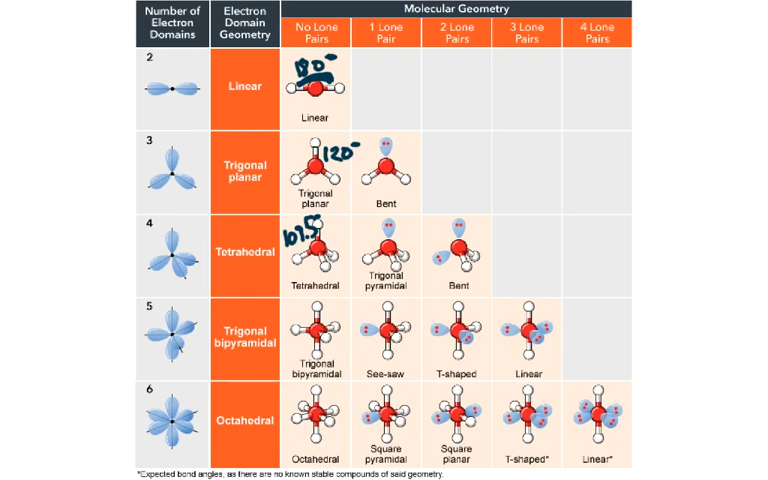 Number of Electron Domains
Electron Domain Geometry
Molecular Geometry
No Lone Pairs
1 Lone Pair
2 Lone Pairs
3 Lone Pairs
4 Lone Pairs
2
Linear
180°
Linear
3
Trigonal planar
120°
Trigonal planar
Bent
4
Tetrahedral
Tetrahedral
Trigonal pyramidal
Bent
5
Trigonal bipyramidal
Trigonal bipyramidal
See-saw
T-shaped
Linear
6
Octahedral
Octahedral
Square pyramidal
Square planar
T-shaped*
Linear*
*Expected bond angles, as there are no known stable compounds of said geometry.